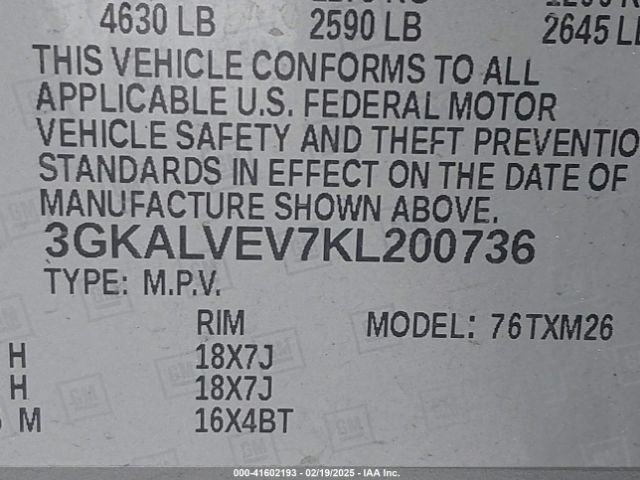 4630 LB 2590 LB 2645 L
THIS VEHICLE CONFORMS TO ALL
APPLICABLE U.S. FEDERAL MOTOR
VEHICLE SAFETY AND THEFT PREVENTIO
STANDARDS IN EFFECT ON THE DATE OF
MANUFACTURE SHOWN ABOVE.
3GKALVEV7KL200736
TYPE: M.P.V.
RIM MODEL: 76TXM26
H 18X7J
H 18X7J
M 16X4BT
GM
000-41602193 - 02/19/2025 - IAA Inc.